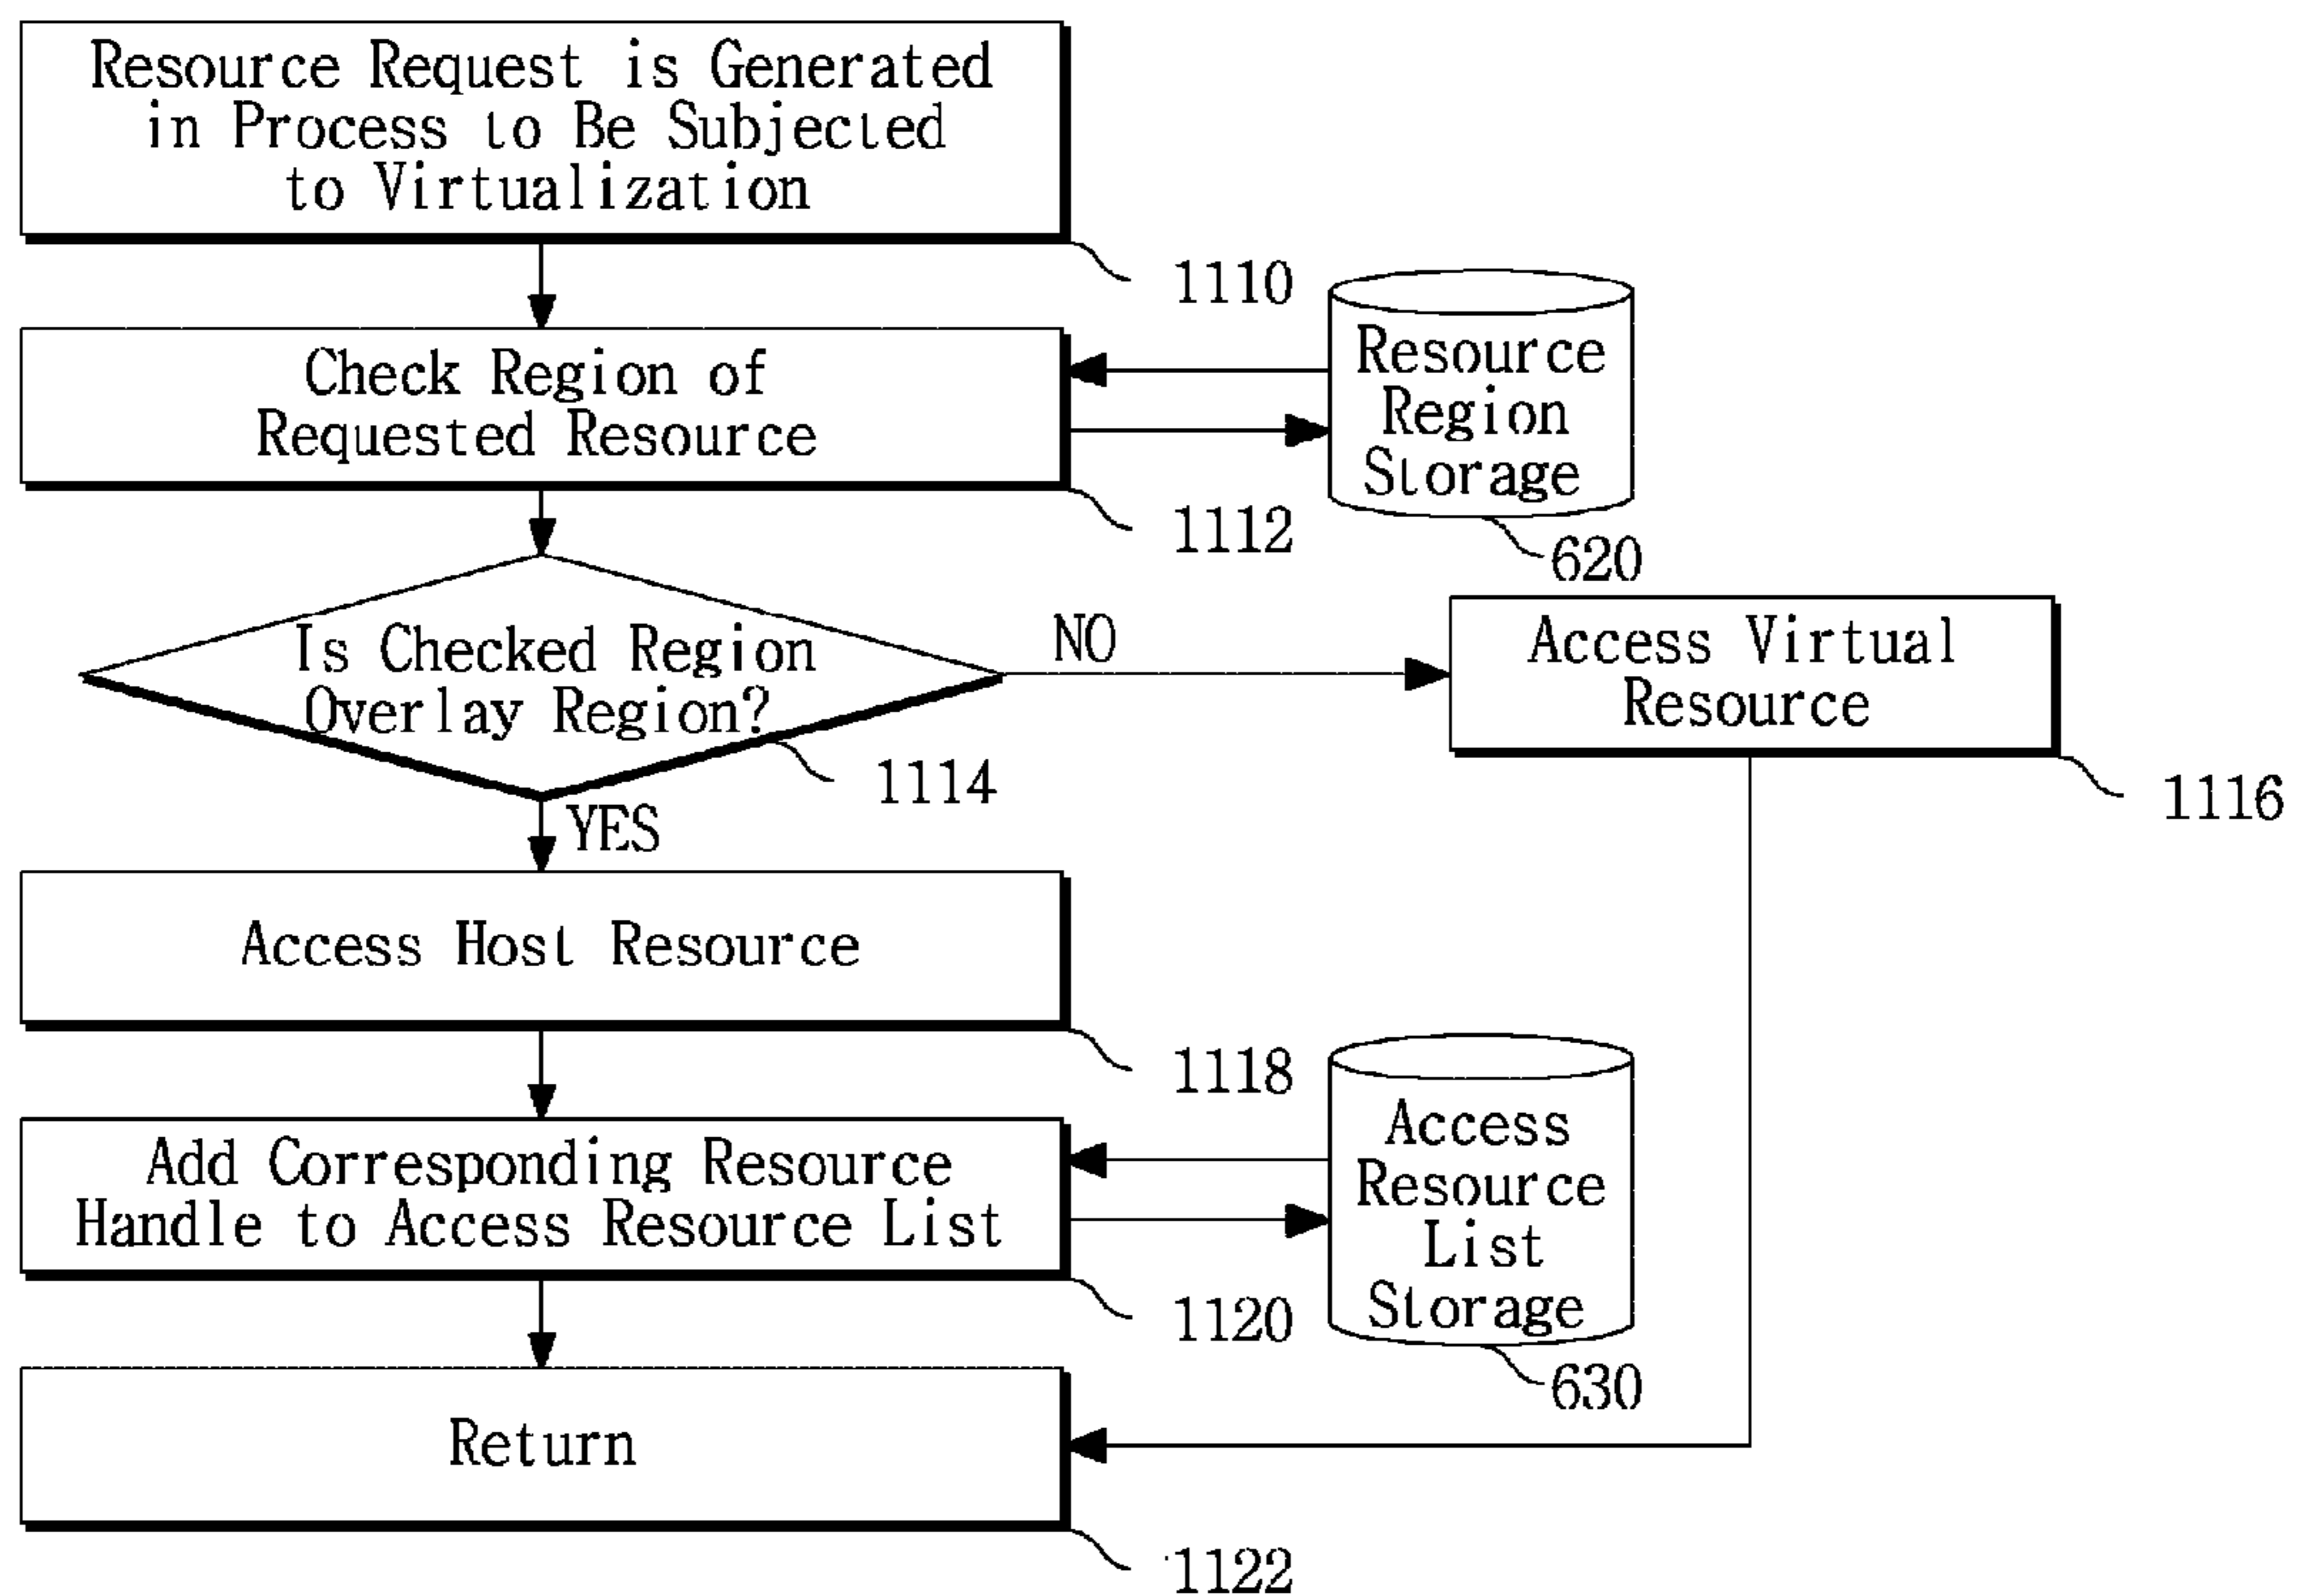 Resource Request is Generated
in Process to Be Subjected
to Virtualization
1110
Check Region of
Requested Resource
1112
Resource
Region
Storage
620
Is Checked Region
Overlay Region?
1114
NO
YES
Access Virtual
Resource
1116
Access Host Resource
1118
Add Corresponding Resource
Handle to Access Resource List
1120
Access
Resource
List
Storage
630
Return
1122